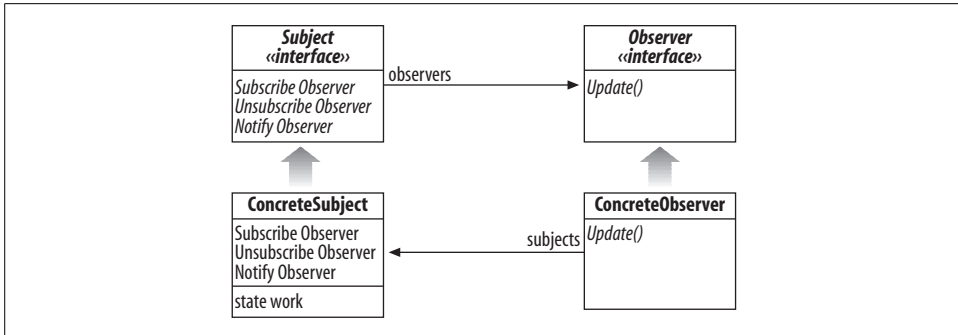 Subject
«interface»
Subscribe Observer
Unsubscribe Observer
Notify Observer
observers
Observer
«interface»
Update()
ConcreteSubject
Subscribe Observer
Unsubscribe Observer
Notify Observer
state work
subjects
ConcreteObserver
Update()